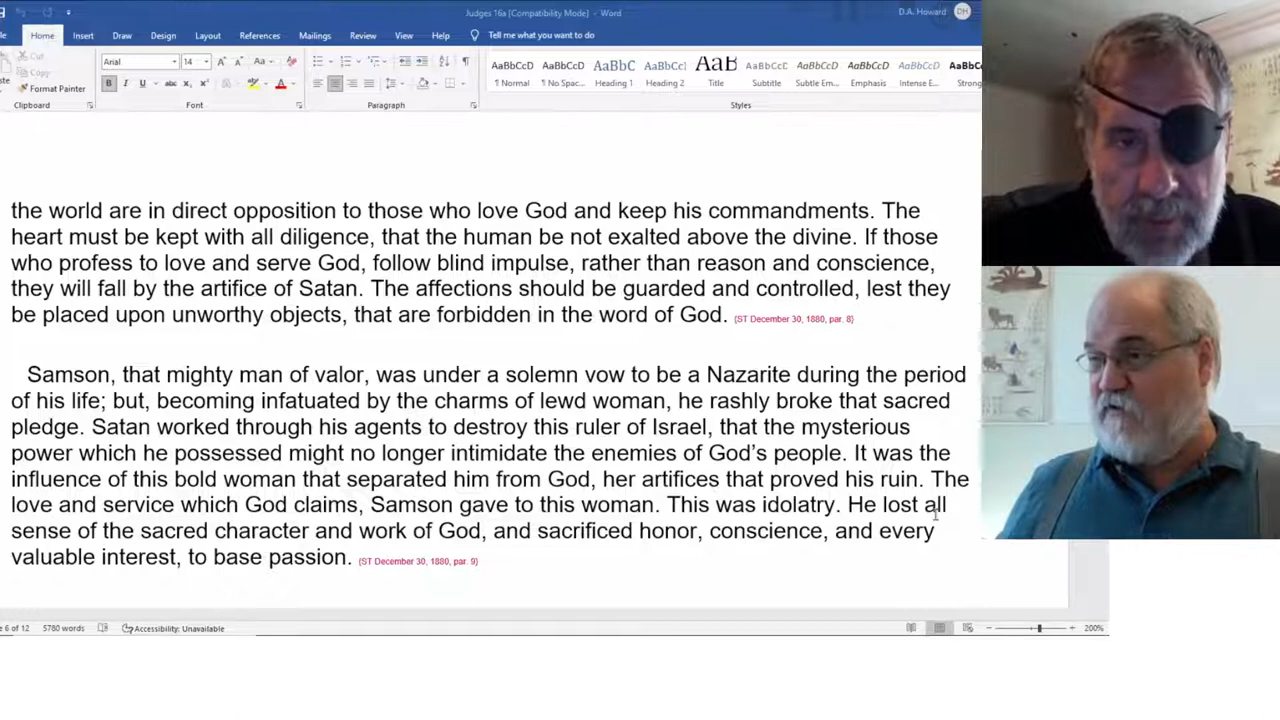 Judges 16a [Compatibility Mode] – Word
D.A. Howard
DH
Home Insert Draw Design Layout References Mailings Review View Help Tell me what you want to do
Cut
Copy
Format Painter
Clipboard
Arial 14
Font
Paragraph
AaBbCcD AaBbCcD AaBbC AaBbCcl AaBb AaBbCcD AaBbCcD AaBbCcD AaBbCcD AaBbC
¶ Normal ¶ No Spac... Heading 1 Heading 2 Title Subtitle Subtle Em... Emphasis Intense E... Strong
Styles
the world are in direct opposition to those who love God and keep his commandments. The
heart must be kept with all diligence, that the human be not exalted above the divine. If those
who profess to love and serve God, follow blind impulse, rather than reason and conscience,
they will fall by the artifice of Satan. The affections should be guarded and controlled, lest they
be placed upon unworthy objects, that are forbidden in the word of God. {ST December 30, 1880, par. 8}
Samson, that mighty man of valor, was under a solemn vow to be a Nazarite during the period
of his life; but, becoming infatuated by the charms of lewd woman, he rashly broke that sacred
pledge. Satan worked through his agents to destroy this ruler of Israel, that the mysterious
power which he possessed might no longer intimidate the enemies of God's people. It was the
influence of this bold woman that separated him from God, her artifices that proved his ruin. The
love and service which God claims, Samson gave to this woman. This was idolatry. He lost all
sense of the sacred character and work of God, and sacrificed honor, conscience, and every
valuable interest, to base passion. {ST December 30, 1880, par. 9}
6 of 12 5780 words Accessibility: Unavailable 200%